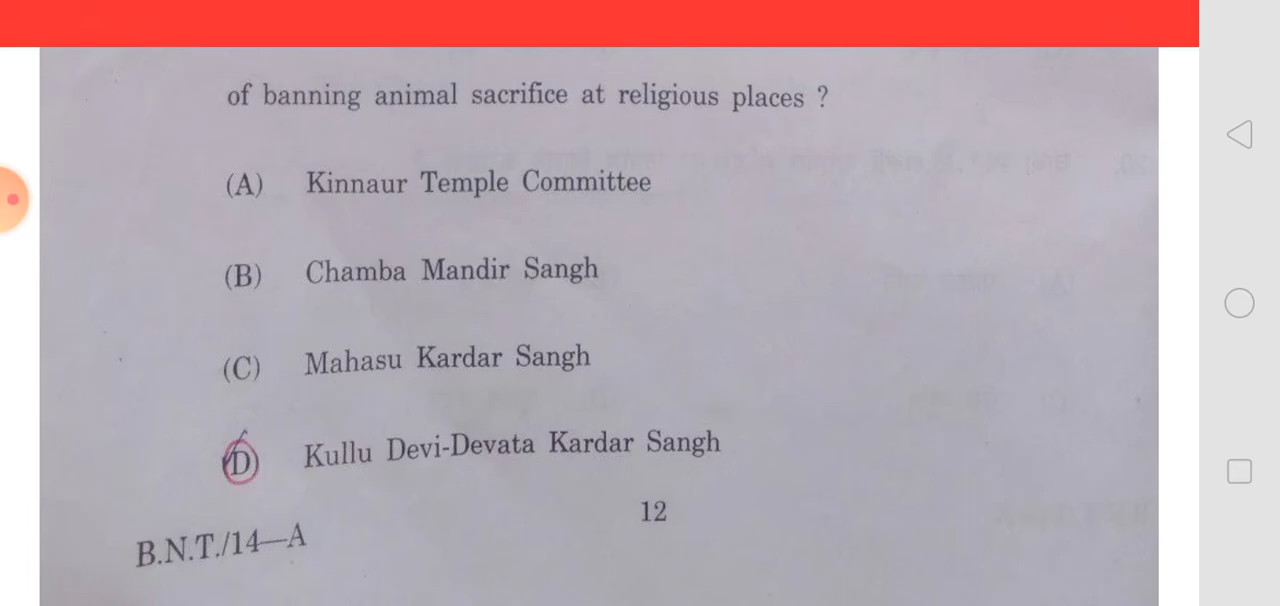 of banning animal sacrifice at religious places ?
(A) Kinnaur Temple Committee
(B) Chamba Mandir Sangh
(C) Mahasu Kardar Sangh
(D) Kullu Devi-Devata Kardar Sangh
12
B.N.T./14—A